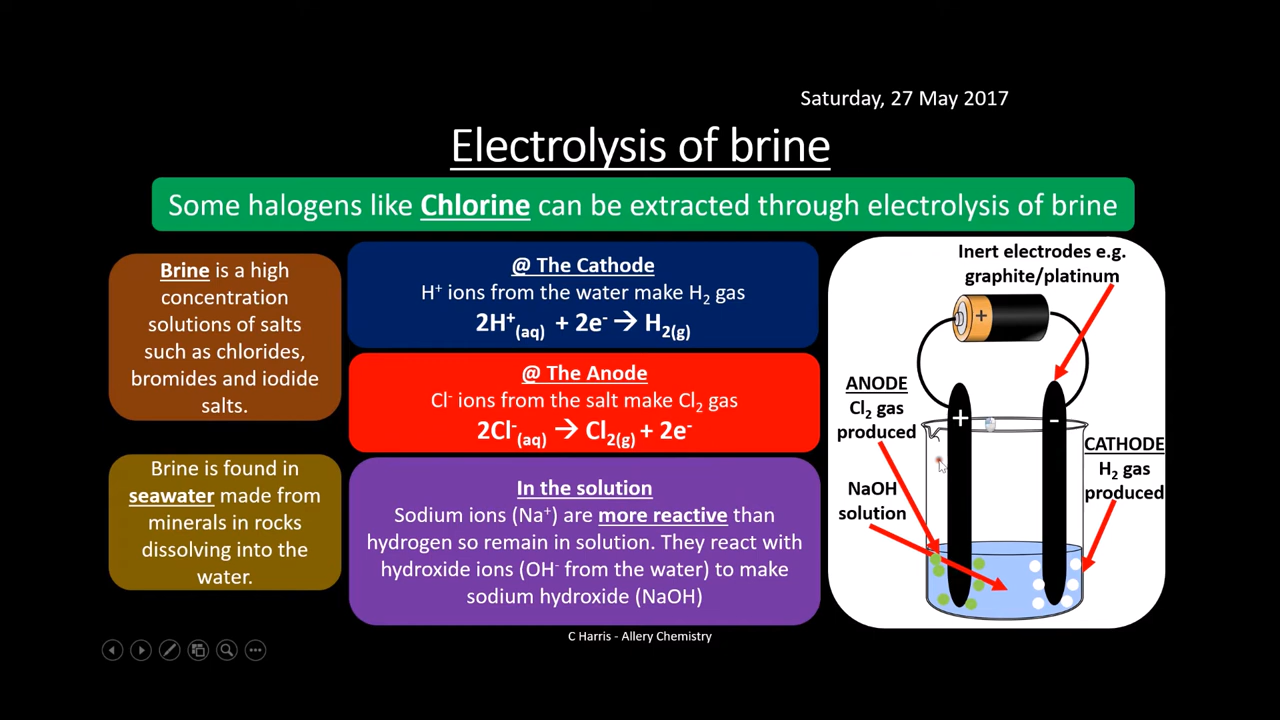 Saturday, 27 May 2017
Electrolysis of brine
Some halogens like Chlorine can be extracted through electrolysis of brine
Brine is a high
concentration
solutions of salts
such as chlorides,
bromides and iodide
salts.
Brine is found in
seawater made from
minerals in rocks
dissolving into the
water.
@ The Cathode
H⁺ ions from the water make H₂ gas
2H⁺(aq) + 2e⁻ → H₂(g)
@ The Anode
Cl⁻ ions from the salt make Cl₂ gas
2Cl⁻(aq) → Cl₂(g) + 2e⁻
In the solution
Sodium ions (Na⁺) are more reactive than
hydrogen so remain in solution. They react with
hydroxide ions (OH⁻ from the water) to make
sodium hydroxide (NaOH)
Inert electrodes e.g.
graphite/platinum
+
ANODE
Cl₂ gas
produced
+
-
CATHODE
H₂ gas
produced
NaOH
solution
C Harris - Allery Chemistry